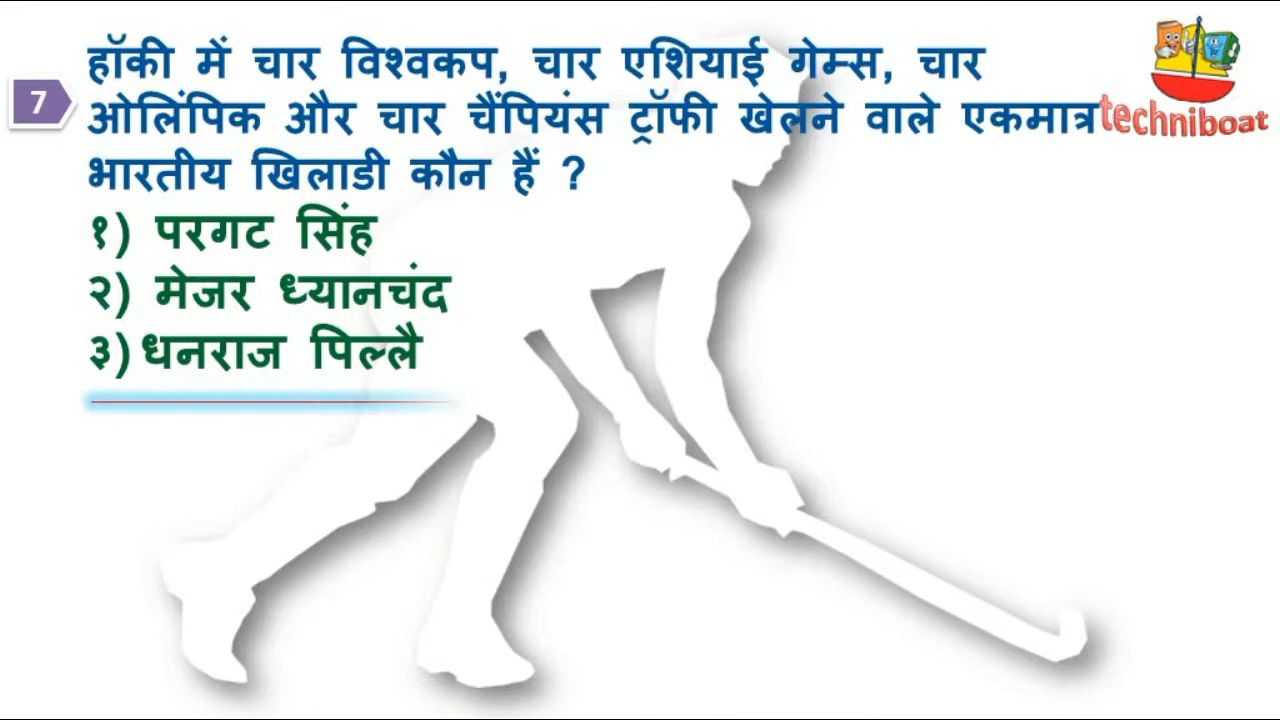 हॉकी में चार विश्वकप, चार एशियाई गेम्स, चार
7
ओलिंपिक और चार चैंपियंस ट्रॉफी खेलने वाले एकमात्र
techniboat
भारतीय खिलाडी कौन हैं ?
१) परगट सिंह
२) मेजर ध्यानचंद
३) धनराज पिल्लै